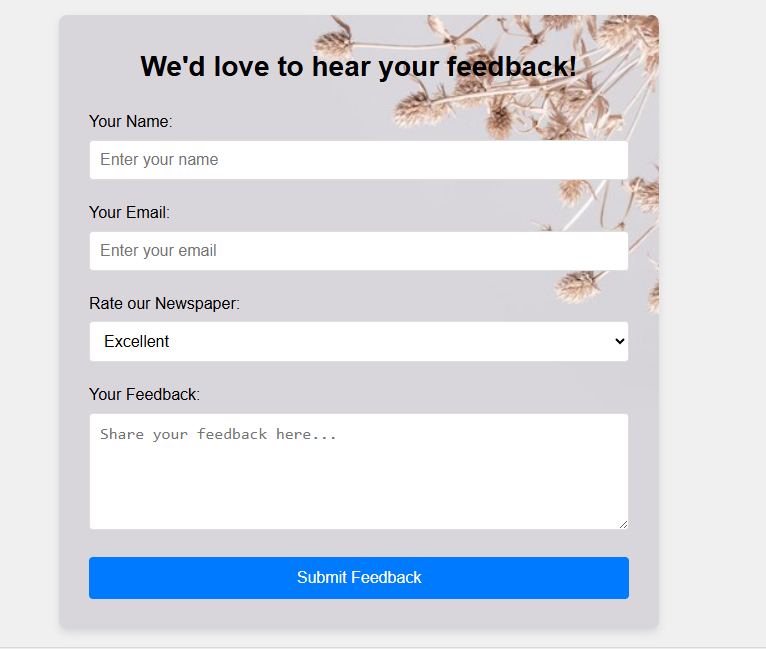 We'd love to hear your feedback!
Your Name:
Enter your name
Your Email:
Enter your email
Rate our Newspaper:
Excellent
Your Feedback:
Share your feedback here...
Submit Feedback